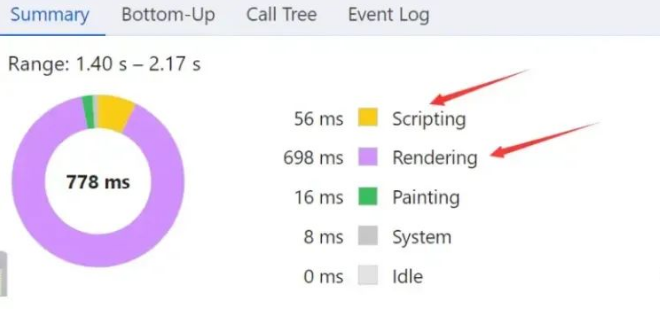 Summary Bottom-Up Call Tree Event Log
Range: 1.40 s – 2.17 s
56 ms Scripting
698 ms Rendering
778 ms
16 ms Painting
8 ms System
0 ms Idle